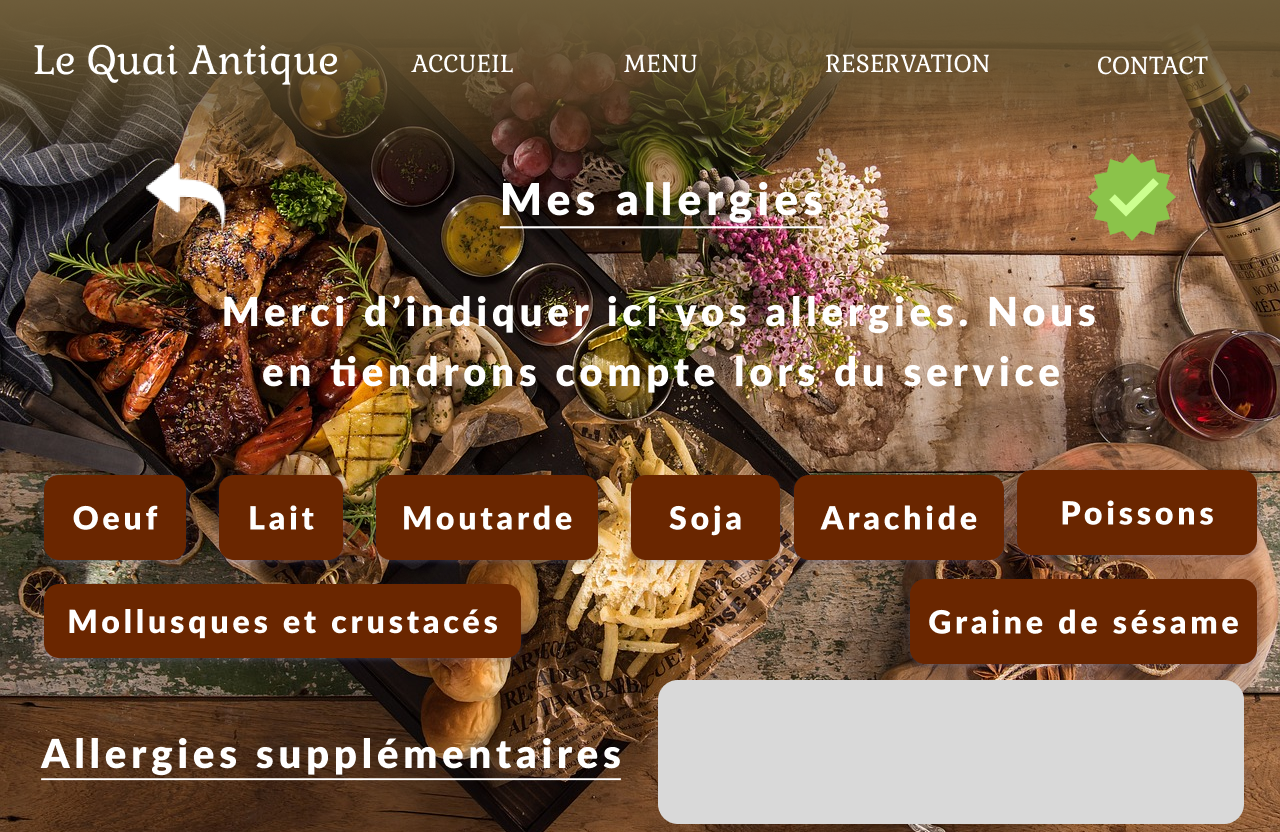 Le Quai Antique ACCUEIL MENU RESERVATION CONTACT
Mes allergies
Merci d’indiquer ici vos allergies. Nous
en tiendrons compte lors du service
Oeuf Lait Moutarde Soja Arachide Poissons
Mollusques et crustacés Graine de sésame
Allergies supplémentaires